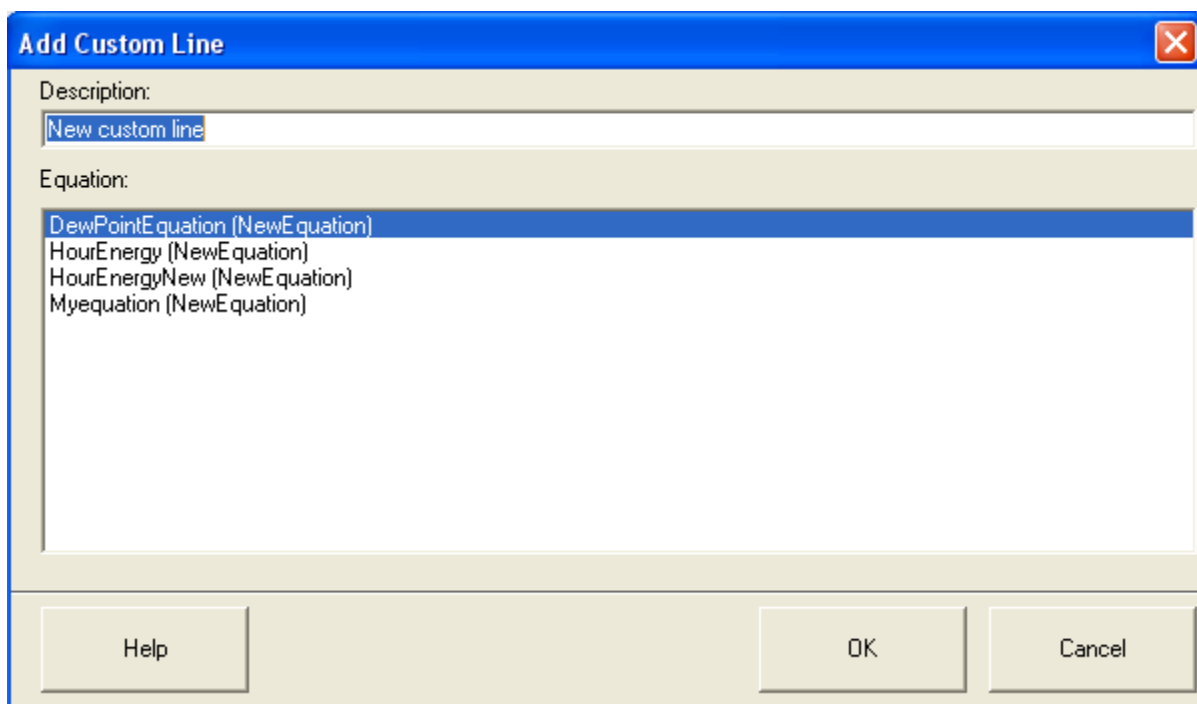 Add Custom Line
Description:
New custom line
Equation:
DewPointEquation (NewEquation)
HourEnergy (NewEquation)
HourEnergyNew (NewEquation)
Myequation (NewEquation)
Help
OK
Cancel